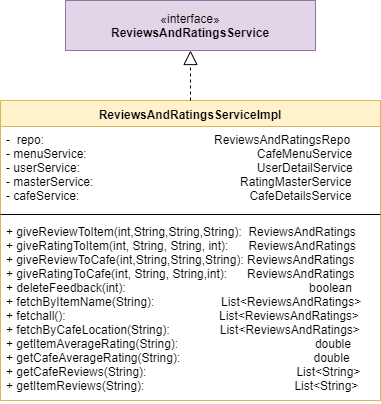 «interface»
ReviewsAndRatingsService
ReviewsAndRatingsServiceImpl
- repo: ReviewsAndRatingsRepo
- menuService: CafeMenuService
- userService: UserDetailService
- masterService: RatingMasterService
- cafeService: CafeDetailsService
+ giveReviewToItem(int,String,String,String): ReviewsAndRatings
+ giveRatingToItem(int, String, String, int): ReviewsAndRatings
+ giveReviewToCafe(int,String,String,String): ReviewsAndRatings
+ giveRatingToCafe(int, String, String,int): ReviewsAndRatings
+ deleteFeedback(int): boolean
+ fetchByItemName(String): List<ReviewsAndRatings>
+ fetchall(): List<ReviewsAndRatings>
+ fetchByCafeLocation(String): List<ReviewsAndRatings>
+ getItemAverageRating(String): double
+ getCafeAverageRating(String): double
+ getCafeReviews(String): List<String>
+ getItemReviews(String): List<String>